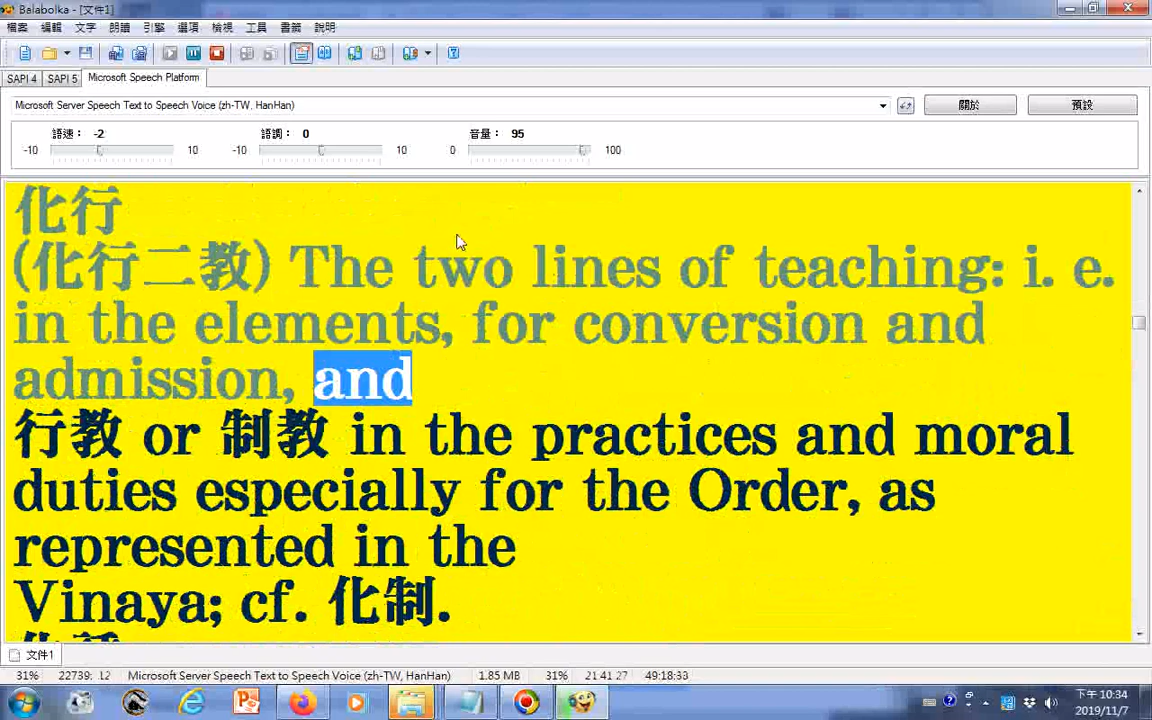 Balabolka - [文件1]
檔案 編輯 文字 朗讀 引擎 選項 檢視 工具 書籤 說明
SAPI 4 SAPI 5 Microsoft Speech Platform
Microsoft Server Speech Text to Speech Voice (zh-TW, HanHan) 關於 預設
語速： -2 語調： 0 音量： 95
-10 10 -10 10 0 100
化行
(化行二教) The two lines of teaching: i. e.
in the elements, for conversion and
admission, and
行教 or 制教 in the practices and moral
duties especially for the Order, as
represented in the
Vinaya; cf. 化制.
文件1
31% 22739: 12 Microsoft Server Speech Text to Speech Voice (zh-TW, HanHan) 1.85 MB 31% 21:41:27 49:18:33
下午 10:34
2019/11/7